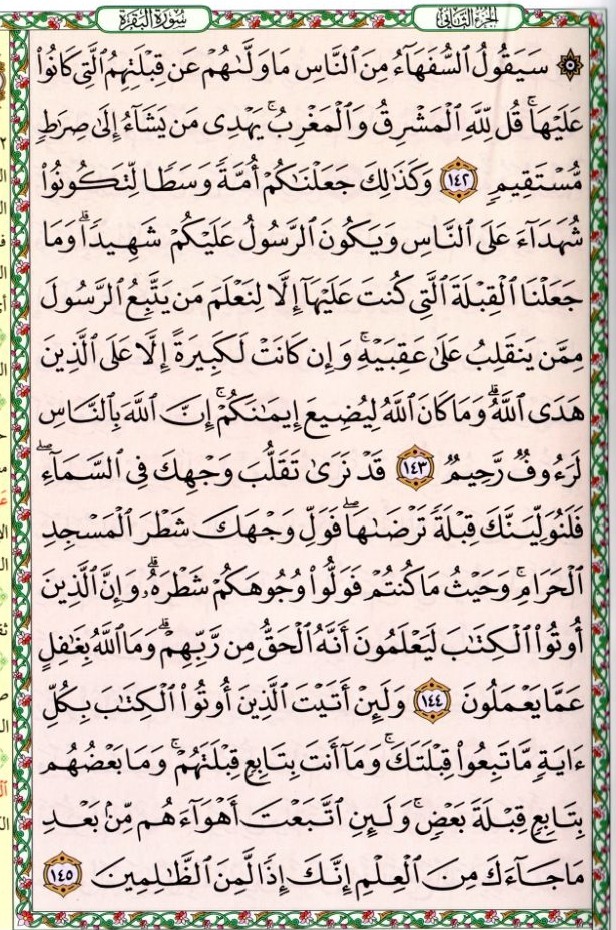 الجزء الثاني
سورة البقرة
۞ سَيَقُولُ ٱلسُّفَهَآءُ مِنَ ٱلنَّاسِ مَا وَلَّىٰهُمْ عَن قِبْلَتِهِمُ ٱلَّتِى كَانُوا۟
عَلَيْهَا ۚ قُل لِّلَّهِ ٱلْمَشْرِقُ وَٱلْمَغْرِبُ ۚ يَهْدِى مَن يَشَآءُ إِلَىٰ صِرَٰطٍ
مُّسْتَقِيمٍ ١٤٢ وَكَذَٰلِكَ جَعَلْنَٰكُمْ أُمَّةً وَسَطًا لِّتَكُونُوا۟
شُهَدَآءَ عَلَى ٱلنَّاسِ وَيَكُونَ ٱلرَّسُولُ عَلَيْكُمْ شَهِيدًا ۗ وَمَا
جَعَلْنَا ٱلْقِبْلَةَ ٱلَّتِى كُنتَ عَلَيْهَآ إِلَّا لِنَعْلَمَ مَن يَتَّبِعُ ٱلرَّسُولَ
مِمَّن يَنقَلِبُ عَلَىٰ عَقِبَيْهِ ۚ وَإِن كَانَتْ لَكَبِيرَةً إِلَّا عَلَى ٱلَّذِينَ
هَدَى ٱللَّهُ ۗ وَمَا كَانَ ٱللَّهُ لِيُضِيعَ إِيمَٰنَكُمْ ۚ إِنَّ ٱللَّهَ بِٱلنَّاسِ
لَرَءُوفٌ رَّحِيمٌ ١٤٣ قَدْ نَرَىٰ تَقَلُّبَ وَجْهِكَ فِى ٱلسَّمَآءِ ۖ
فَلَنُوَلِّيَنَّكَ قِبْلَةً تَرْضَىٰهَا ۖ فَوَلِّ وَجْهَكَ شَطْرَ ٱلْمَسْجِدِ
ٱلْحَرَامِ ۚ وَحَيْثُ مَا كُنتُمْ فَوَلُّوا۟ وُجُوهَكُمْ شَطْرَهُۥ ۗ وَإِنَّ ٱلَّذِينَ
أُوتُوا۟ ٱلْكِتَٰبَ لَيَعْلَمُونَ أَنَّهُ ٱلْحَقُّ مِن رَّبِّهِمْ ۗ وَمَا ٱللَّهُ بِغَٰفِلٍ
عَمَّا يَعْمَلُونَ ١٤٤ وَلَئِنْ أَتَيْتَ ٱلَّذِينَ أُوتُوا۟ ٱلْكِتَٰبَ بِكُلِّ
ءَايَةٍ مَّا تَبِعُوا۟ قِبْلَتَكَ ۚ وَمَآ أَنتَ بِتَابِعٍ قِبْلَتَهُمْ ۚ وَمَا بَعْضُهُم
بِتَابِعٍ قِبْلَةَ بَعْضٍ ۚ وَلَئِنِ ٱتَّبَعْتَ أَهْوَآءَهُم مِّنۢ بَعْدِ
مَا جَآءَكَ مِنَ ٱلْعِلْمِ إِنَّكَ إِذًا لَّمِنَ ٱلظَّٰلِمِينَ ١٤٥